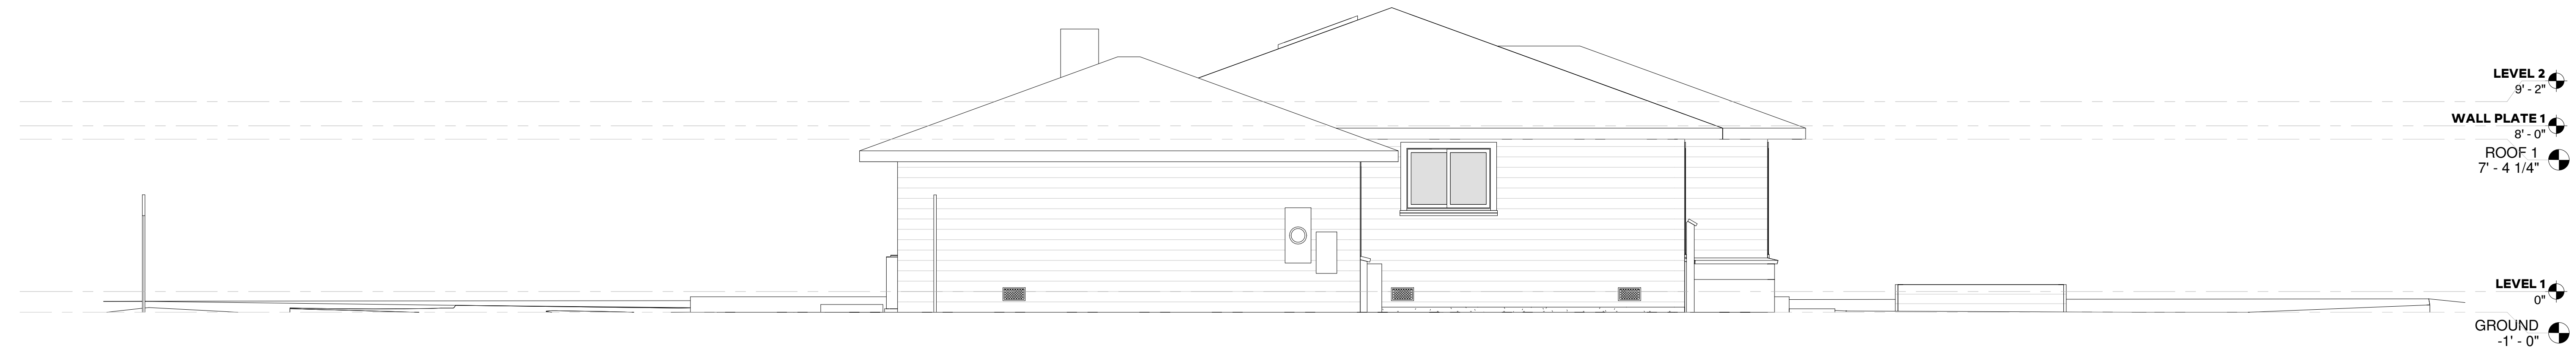 LEVEL 2
9' - 2"
WALL PLATE 1
8' - 0"
ROOF 1
7' - 4 1/4"
LEVEL 1
0"
GROUND
-1' - 0"